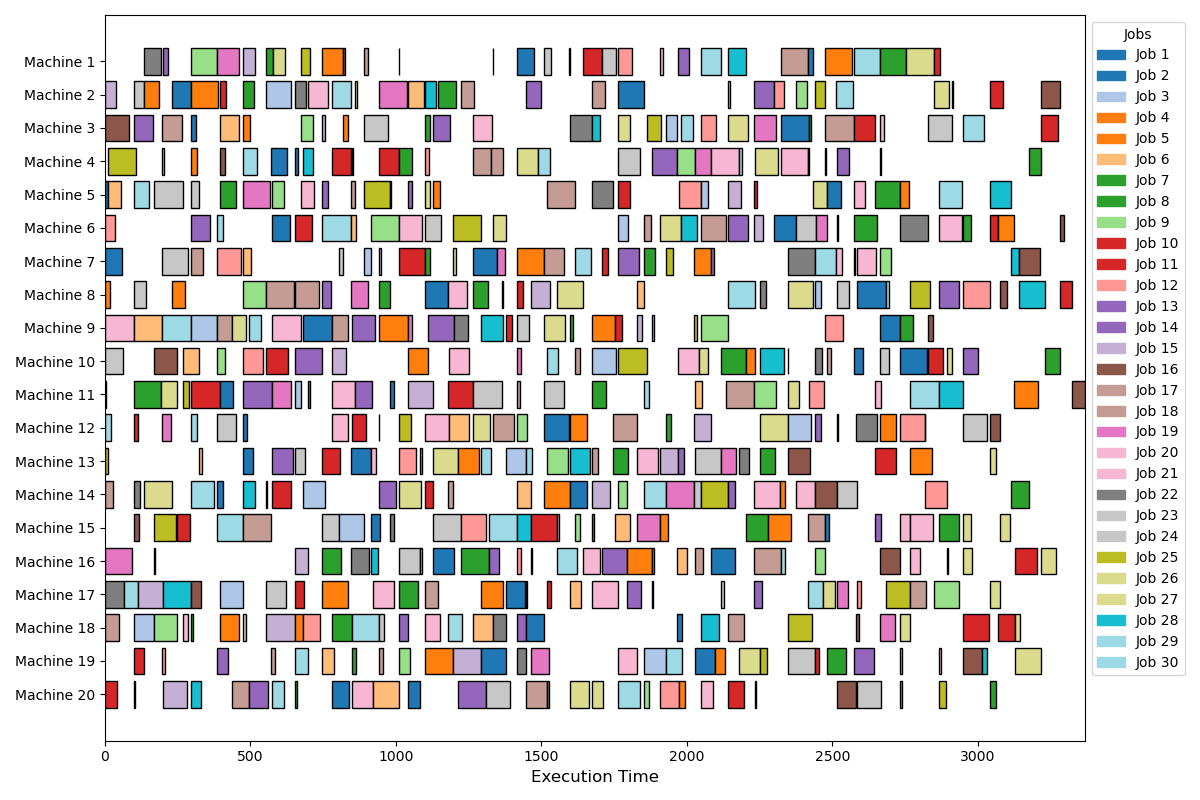 Machine 1
Machine 2
Machine 3
Machine 4
Machine 5
Machine 6
Machine 7
Machine 8
Machine 9
Machine 10
Machine 11
Machine 12
Machine 13
Machine 14
Machine 15
Machine 16
Machine 17
Machine 18
Machine 19
Machine 20
0 500 1000 1500 2000 2500 3000
Execution Time
Jobs
Job 1
Job 2
Job 3
Job 4
Job 5
Job 6
Job 7
Job 8
Job 9
Job 10
Job 11
Job 12
Job 13
Job 14
Job 15
Job 16
Job 17
Job 18
Job 19
Job 20
Job 21
Job 22
Job 23
Job 24
Job 25
Job 26
Job 27
Job 28
Job 29
Job 30